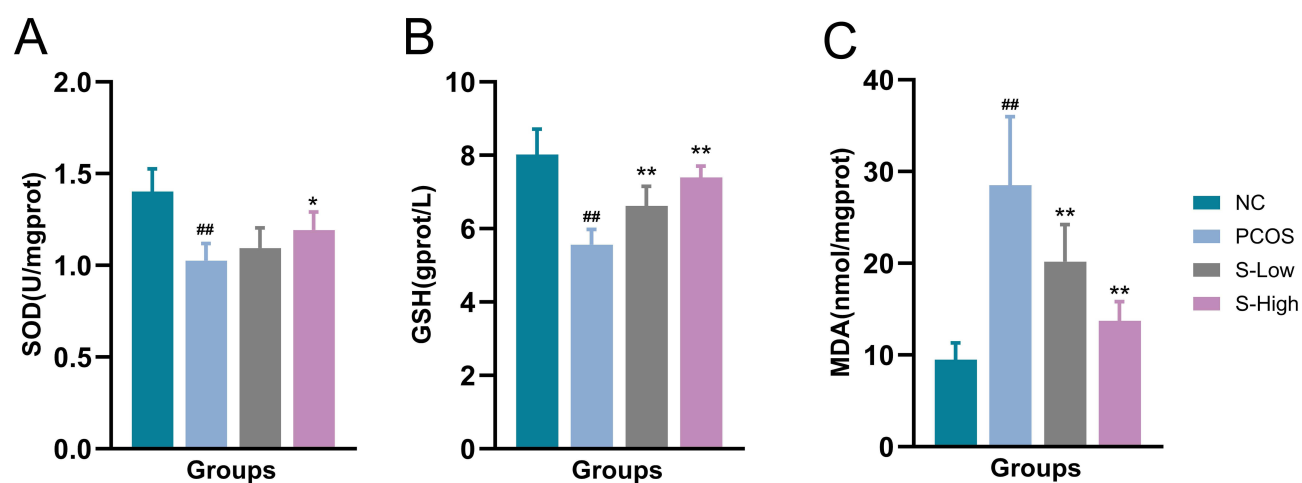 A
SOD(U/mgprot)
2.0
1.5
1.0
0.5
0.0
##
*
Groups
B
GSH(gprot/L)
10
8
6
4
2
0
##
**
**
Groups
C
MDA(nmol/mgprot)
40
30
20
10
0
##
**
**
Groups
NC
PCOS
S-Low
S-High